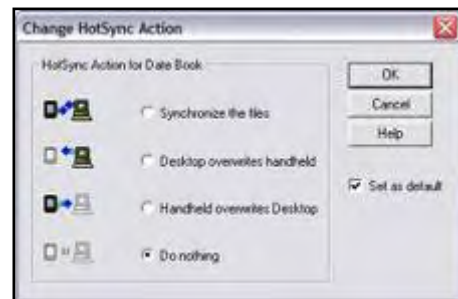 Change HotSync Action
HotSync Action for Date Book
Synchronize the files
Desktop overwrites handheld
Handheld overwrites Desktop
Do nothing
OK
Cancel
Help
Set as default